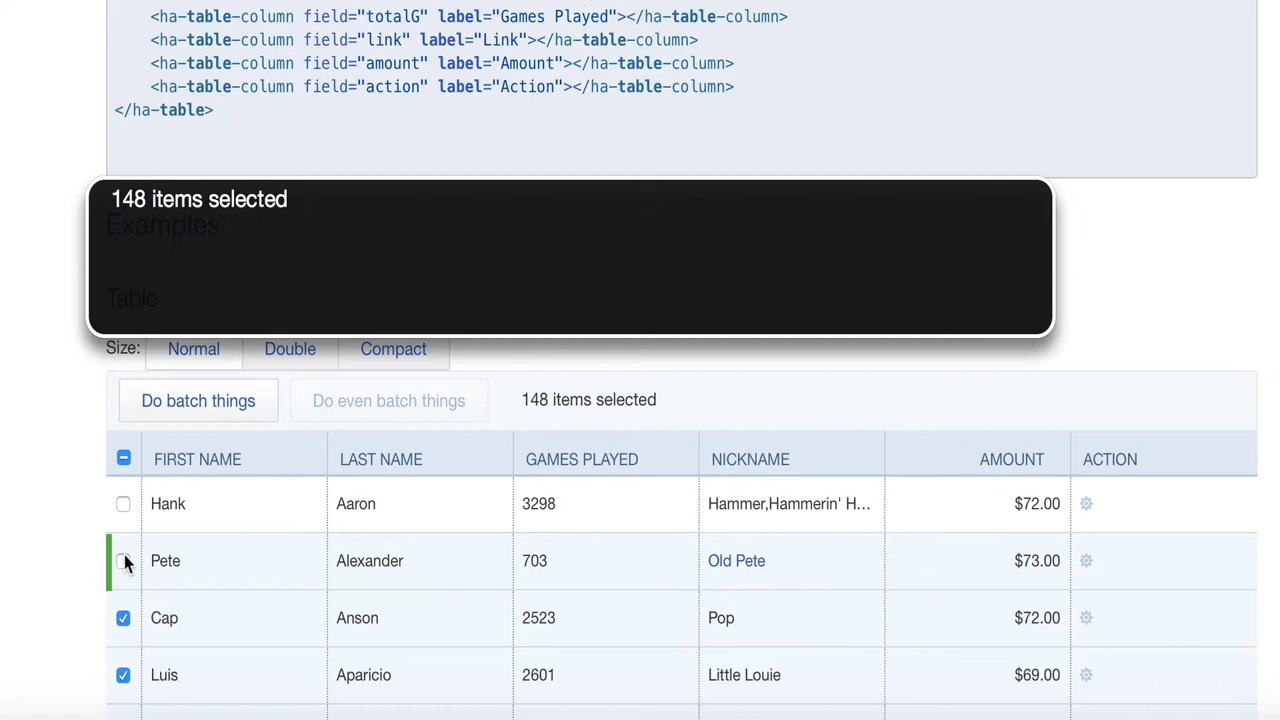 <ha-table-column field="totalG" label="Games Played"></ha-table-column>
<ha-table-column field="link" label="Link"></ha-table-column>
<ha-table-column field="amount" label="Amount"></ha-table-column>
<ha-table-column field="action" label="Action"></ha-table-column>
</ha-table>
148 items selected
Examples
Table
Size: Normal Double Compact
Do batch things Do even batch things 148 items selected
FIRST NAME LAST NAME GAMES PLAYED NICKNAME AMOUNT ACTION
Hank Aaron 3298 Hammer,Hammerin' H... $72.00
Pete Alexander 703 Old Pete $73.00
Cap Anson 2523 Pop $72.00
Luis Aparicio 2601 Little Louie $69.00